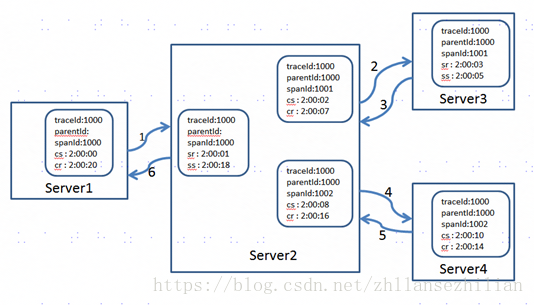 traceId:1000
parentId:
spanId:1000
cs : 2:00:00
cr : 2:00:20
Server1
1
6
traceId:1000
parentId:
spanId:1000
sr : 2:00:01
ss : 2:00:18
traceId:1000
parentId:1000
spanId:1001
cs : 2:00:02
cr : 2:00:07
traceId:1000
parentId:1000
spanId:1002
cs : 2:00:08
cr : 2:00:16
Server2
2
3
traceId:1000
parentId:1000
spanId:1001
sr : 2:00:03
ss : 2:00:05
Server3
4
5
traceId:1000
parentId:1000
spanId:1002
cs : 2:00:10
cr : 2:00:14
Server4
https://blog.csdn.net/zhllansezhilian